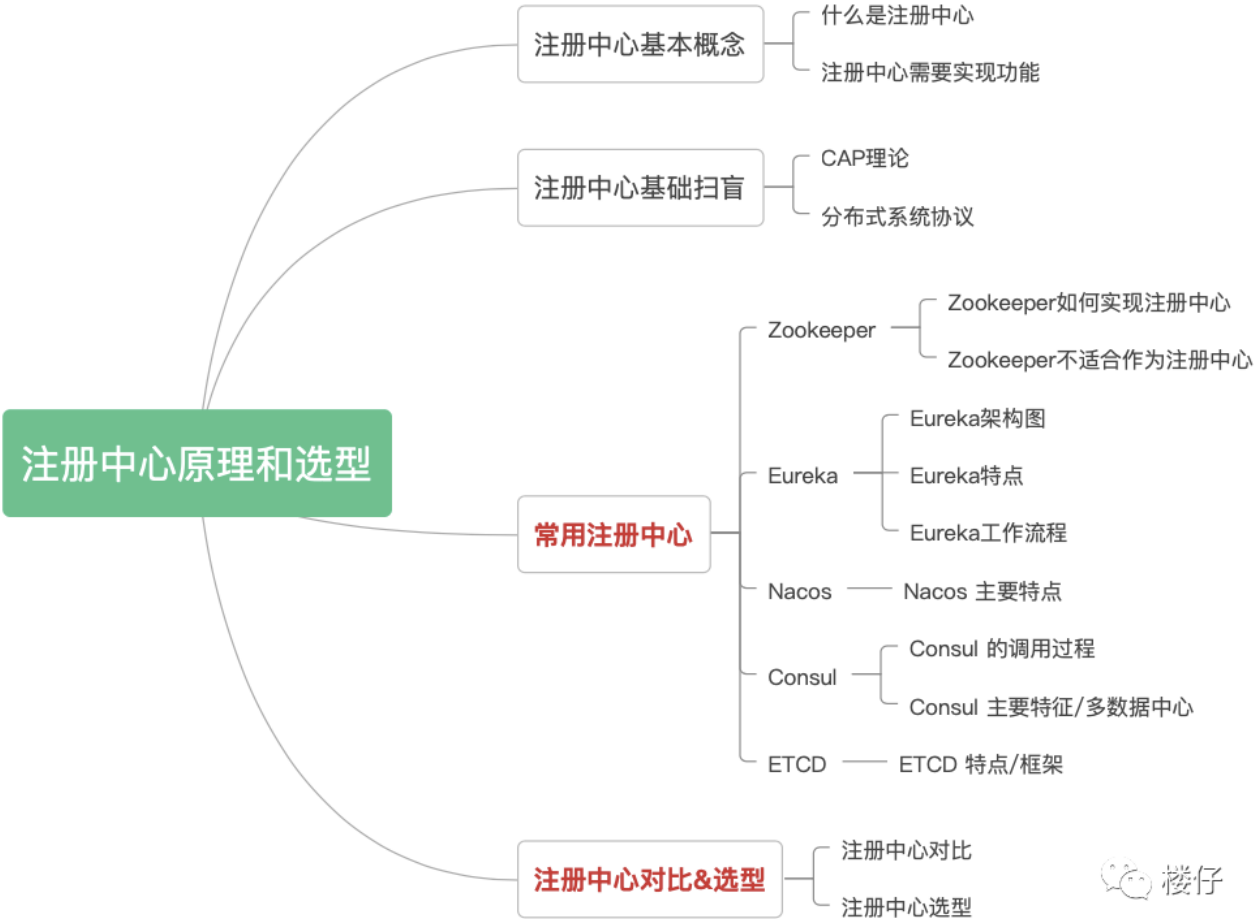 注册中心基本概念
什么是注册中心
注册中心需要实现功能
注册中心基础扫盲
CAP理论
分布式系统协议
注册中心原理和选型
常用注册中心
Zookeeper
Zookeeper如何实现注册中心
Zookeeper不适合作为注册中心
Eureka
Eureka架构图
Eureka特点
Eureka工作流程
Nacos
Nacos 主要特点
Consul
Consul 的调用过程
Consul 主要特征/多数据中心
ETCD
ETCD 特点/框架
注册中心对比&选型
注册中心对比
注册中心选型
楼仔